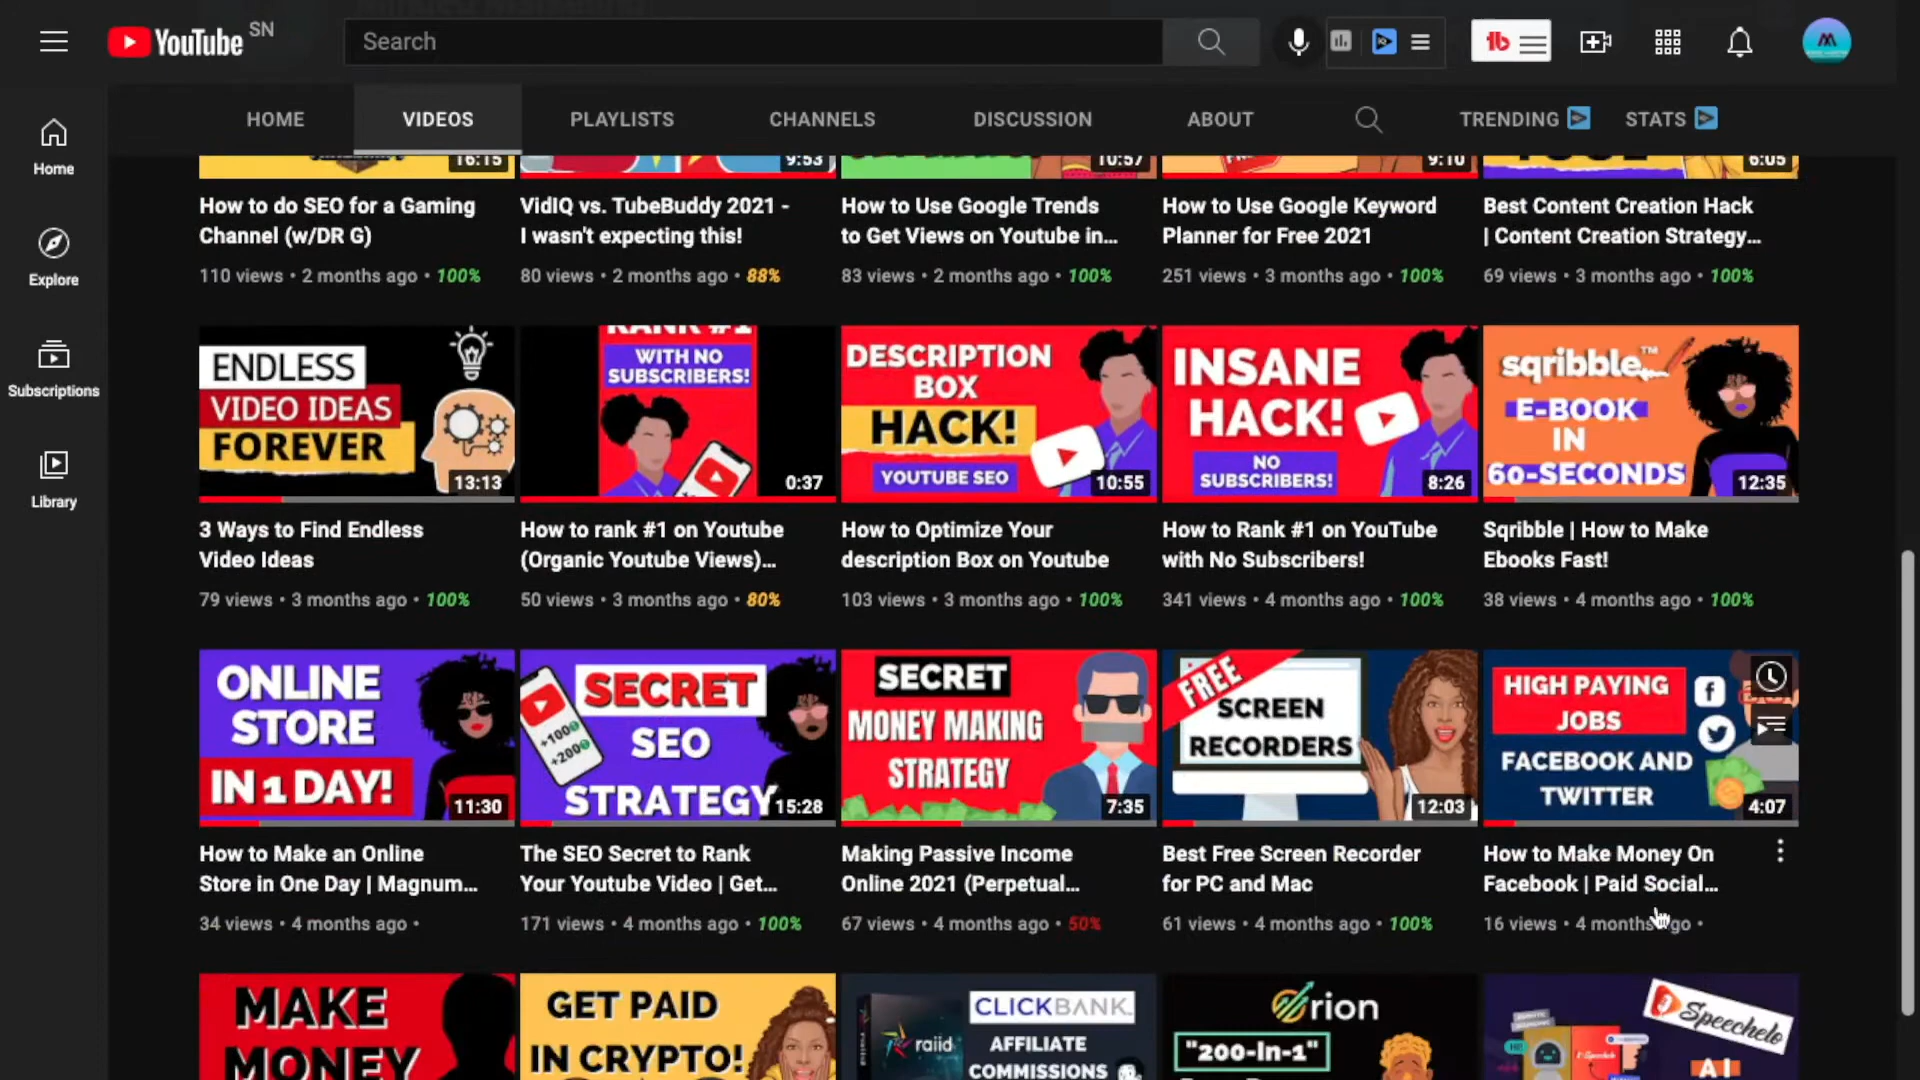 YouTube SN
Search
HOME
VIDEOS
PLAYLISTS
CHANNELS
DISCUSSION
ABOUT
TRENDING
STATS
Home
Explore
Subscriptions
Library
16:15
9:53
10:57
9:10
6:05
How to do SEO for a Gaming
Channel (w/DR G)
110 views • 2 months ago • 100%
VidIQ vs. TubeBuddy 2021 -
I wasn't expecting this!
80 views • 2 months ago • 88%
How to Use Google Trends
to Get Views on Youtube in...
83 views • 2 months ago • 100%
How to Use Google Keyword
Planner for Free 2021
251 views • 3 months ago • 100%
Best Content Creation Hack
| Content Creation Strategy...
69 views • 3 months ago • 100%
ENDLESS
VIDEO IDEAS
FOREVER
13:13
RANK #1
WITH NO
SUBSCRIBERS!
0:37
DESCRIPTION
BOX
HACK!
YOUTUBE SEO
10:55
INSANE
HACK!
NO
SUBSCRIBERS!
8:26
sqribble™
E-BOOK
IN
60-SECONDS
12:35
3 Ways to Find Endless
Video Ideas
79 views • 3 months ago • 100%
How to rank #1 on Youtube
(Organic Youtube Views)...
50 views • 3 months ago • 80%
How to Optimize Your
description Box on Youtube
103 views • 3 months ago • 100%
How to Rank #1 on YouTube
with No Subscribers!
341 views • 4 months ago • 100%
Sqribble | How to Make
Ebooks Fast!
38 views • 4 months ago • 100%
ONLINE
STORE
IN 1 DAY!
11:30
+100
+200
SECRET
SEO
STRATEGY
15:28
SECRET
MONEY MAKING
STRATEGY
7:35
FREE
SCREEN
RECORDERS
12:03
HIGH PAYING
JOBS
FACEBOOK AND
TWITTER
4:07
How to Make an Online
Store in One Day | Magnum...
34 views • 4 months ago •
The SEO Secret to Rank
Your Youtube Video | Get...
171 views • 4 months ago • 100%
Making Passive Income
Online 2021 (Perpetual...
67 views • 4 months ago • 50%
Best Free Screen Recorder
for PC and Mac
61 views • 4 months ago • 100%
How to Make Money On
Facebook | Paid Social...
16 views • 4 months ago •
MAKE
MONEY
GET PAID
IN CRYPTO!
raiid
CLICKBANK
AFFILIATE
COMMISSIONS
Orion
"200-In-1"
Speechelo
AI